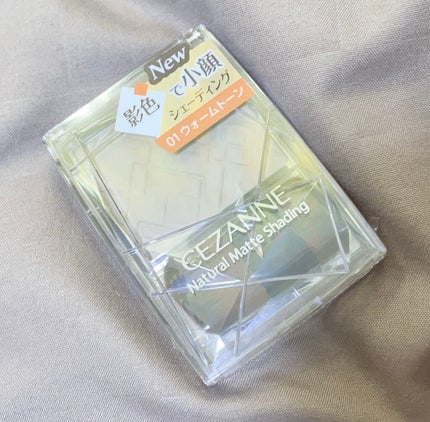 New
影色
で小顔
シェーディング
01 ウォームトーン
CEZANNE
Natural Matte Shading